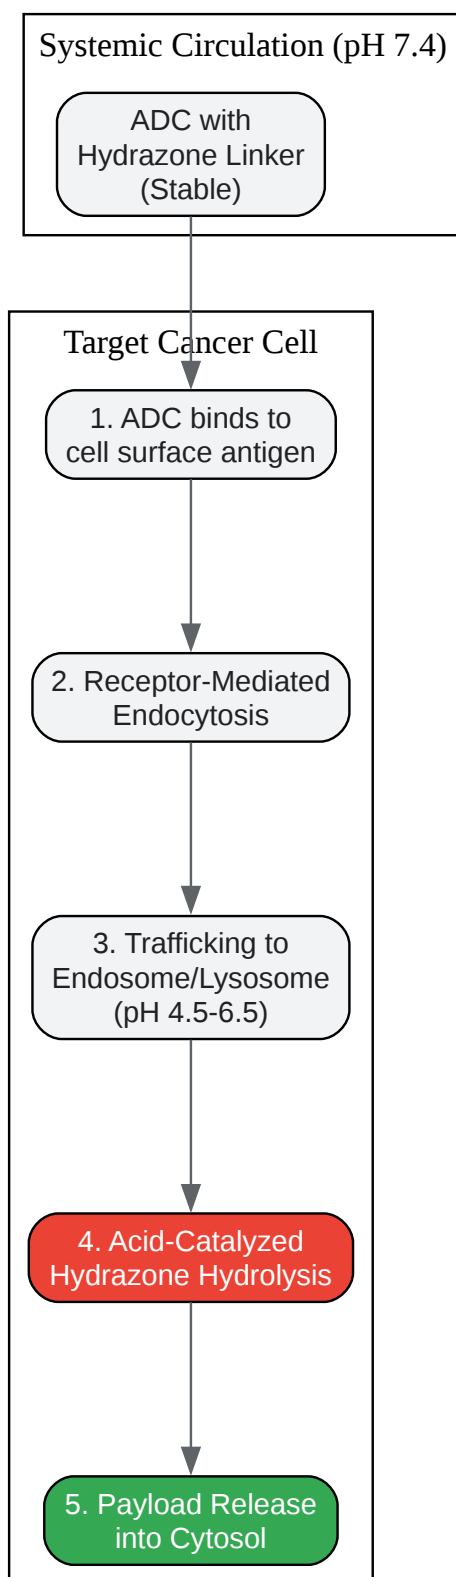 Systemic Circulation (pH 7.4)
ADC with
Hydrazone Linker
(Stable)
Target Cancer Cell
1. ADC binds to
cell surface antigen
2. Receptor-Mediated
Endocytosis
3. Trafficking to
Endosome/Lysosome
(pH 4.5-6.5)
4. Acid-Catalyzed
Hydrazone Hydrolysis
5. Payload Release
into Cytosol